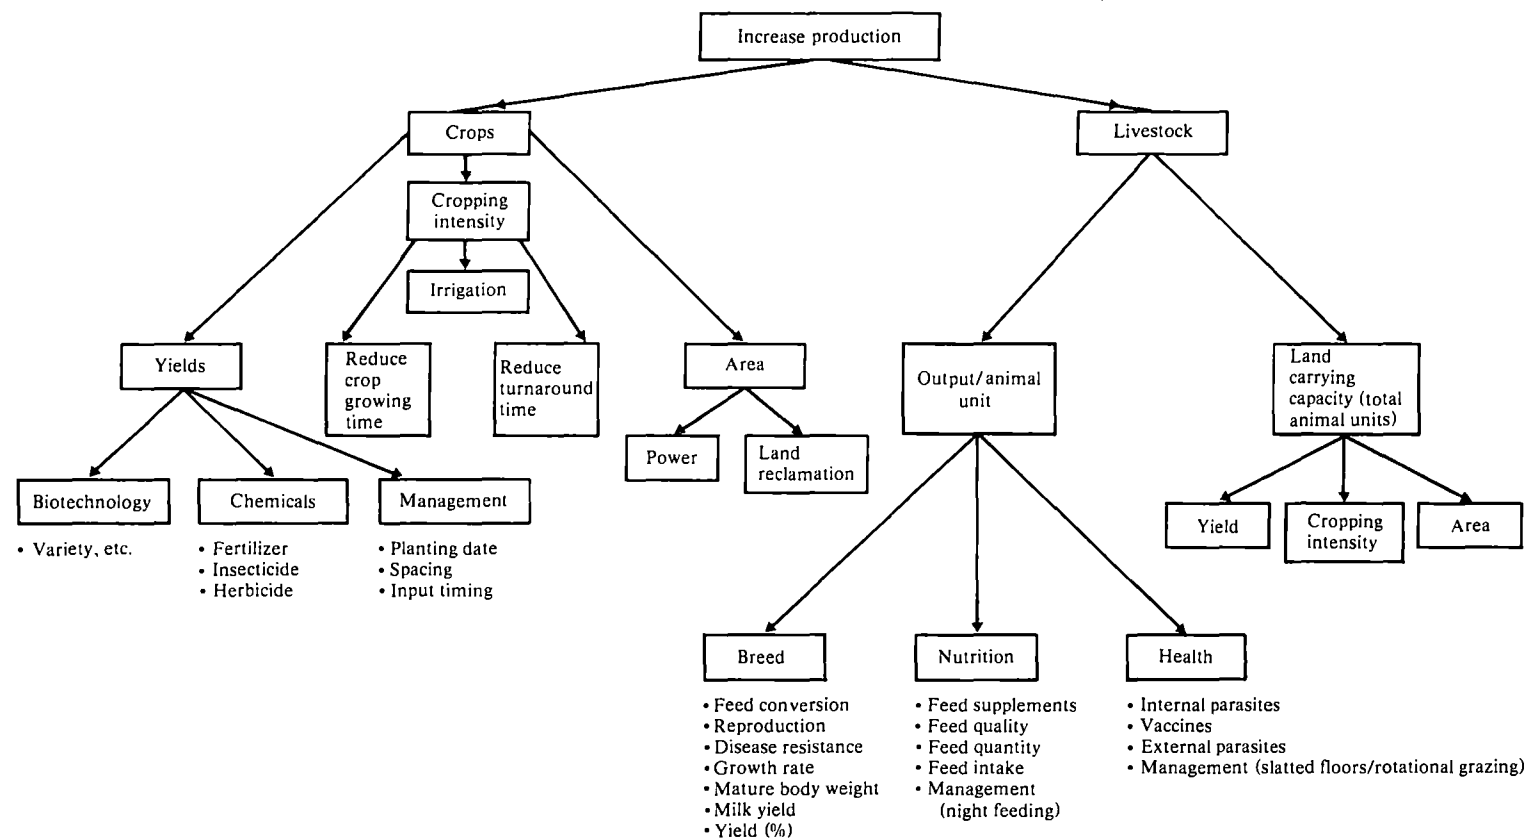 Increase production
Crops
Livestock
Cropping
intensity
Irrigation
Yields
Reduce
crop
growing
time
Reduce
turnaround
time
Area
Output/animal
unit
Land
carrying
capacity (total
animal units)
Power
Land
reclamation
Biotechnology
Chemicals
Management
Yield
Cropping
intensity
Area
• Variety, etc.
• Fertilizer
• Insecticide
• Herbicide
• Planting date
• Spacing
• Input timing
Breed
Nutrition
Health
• Feed conversion
• Reproduction
• Disease resistance
• Growth rate
• Mature body weight
• Milk yield
• Yield (%)
• Feed supplements
• Feed quality
• Feed quantity
• Feed intake
• Management
(night feeding)
• Internal parasites
• Vaccines
• External parasites
• Management (slatted floors/rotational grazing)